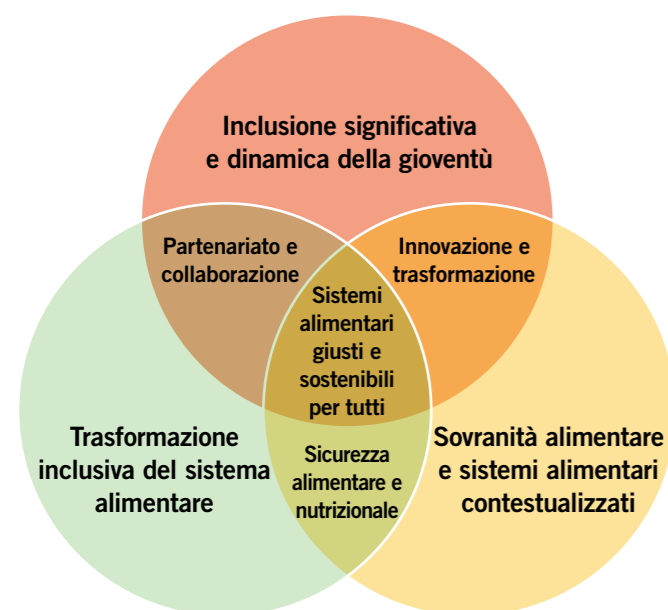 Inclusione significativa
e dinamica della gioventù
Partenariato e
collaborazione
Innovazione e
trasformazione
Sistemi
alimentari
giusti e
sostenibili
per tutti
Trasformazione
inclusiva del sistema
alimentare
Sicurezza
alimentare e
nutrizionale
Sovranità alimentare
e sistemi alimentari
contestualizzati